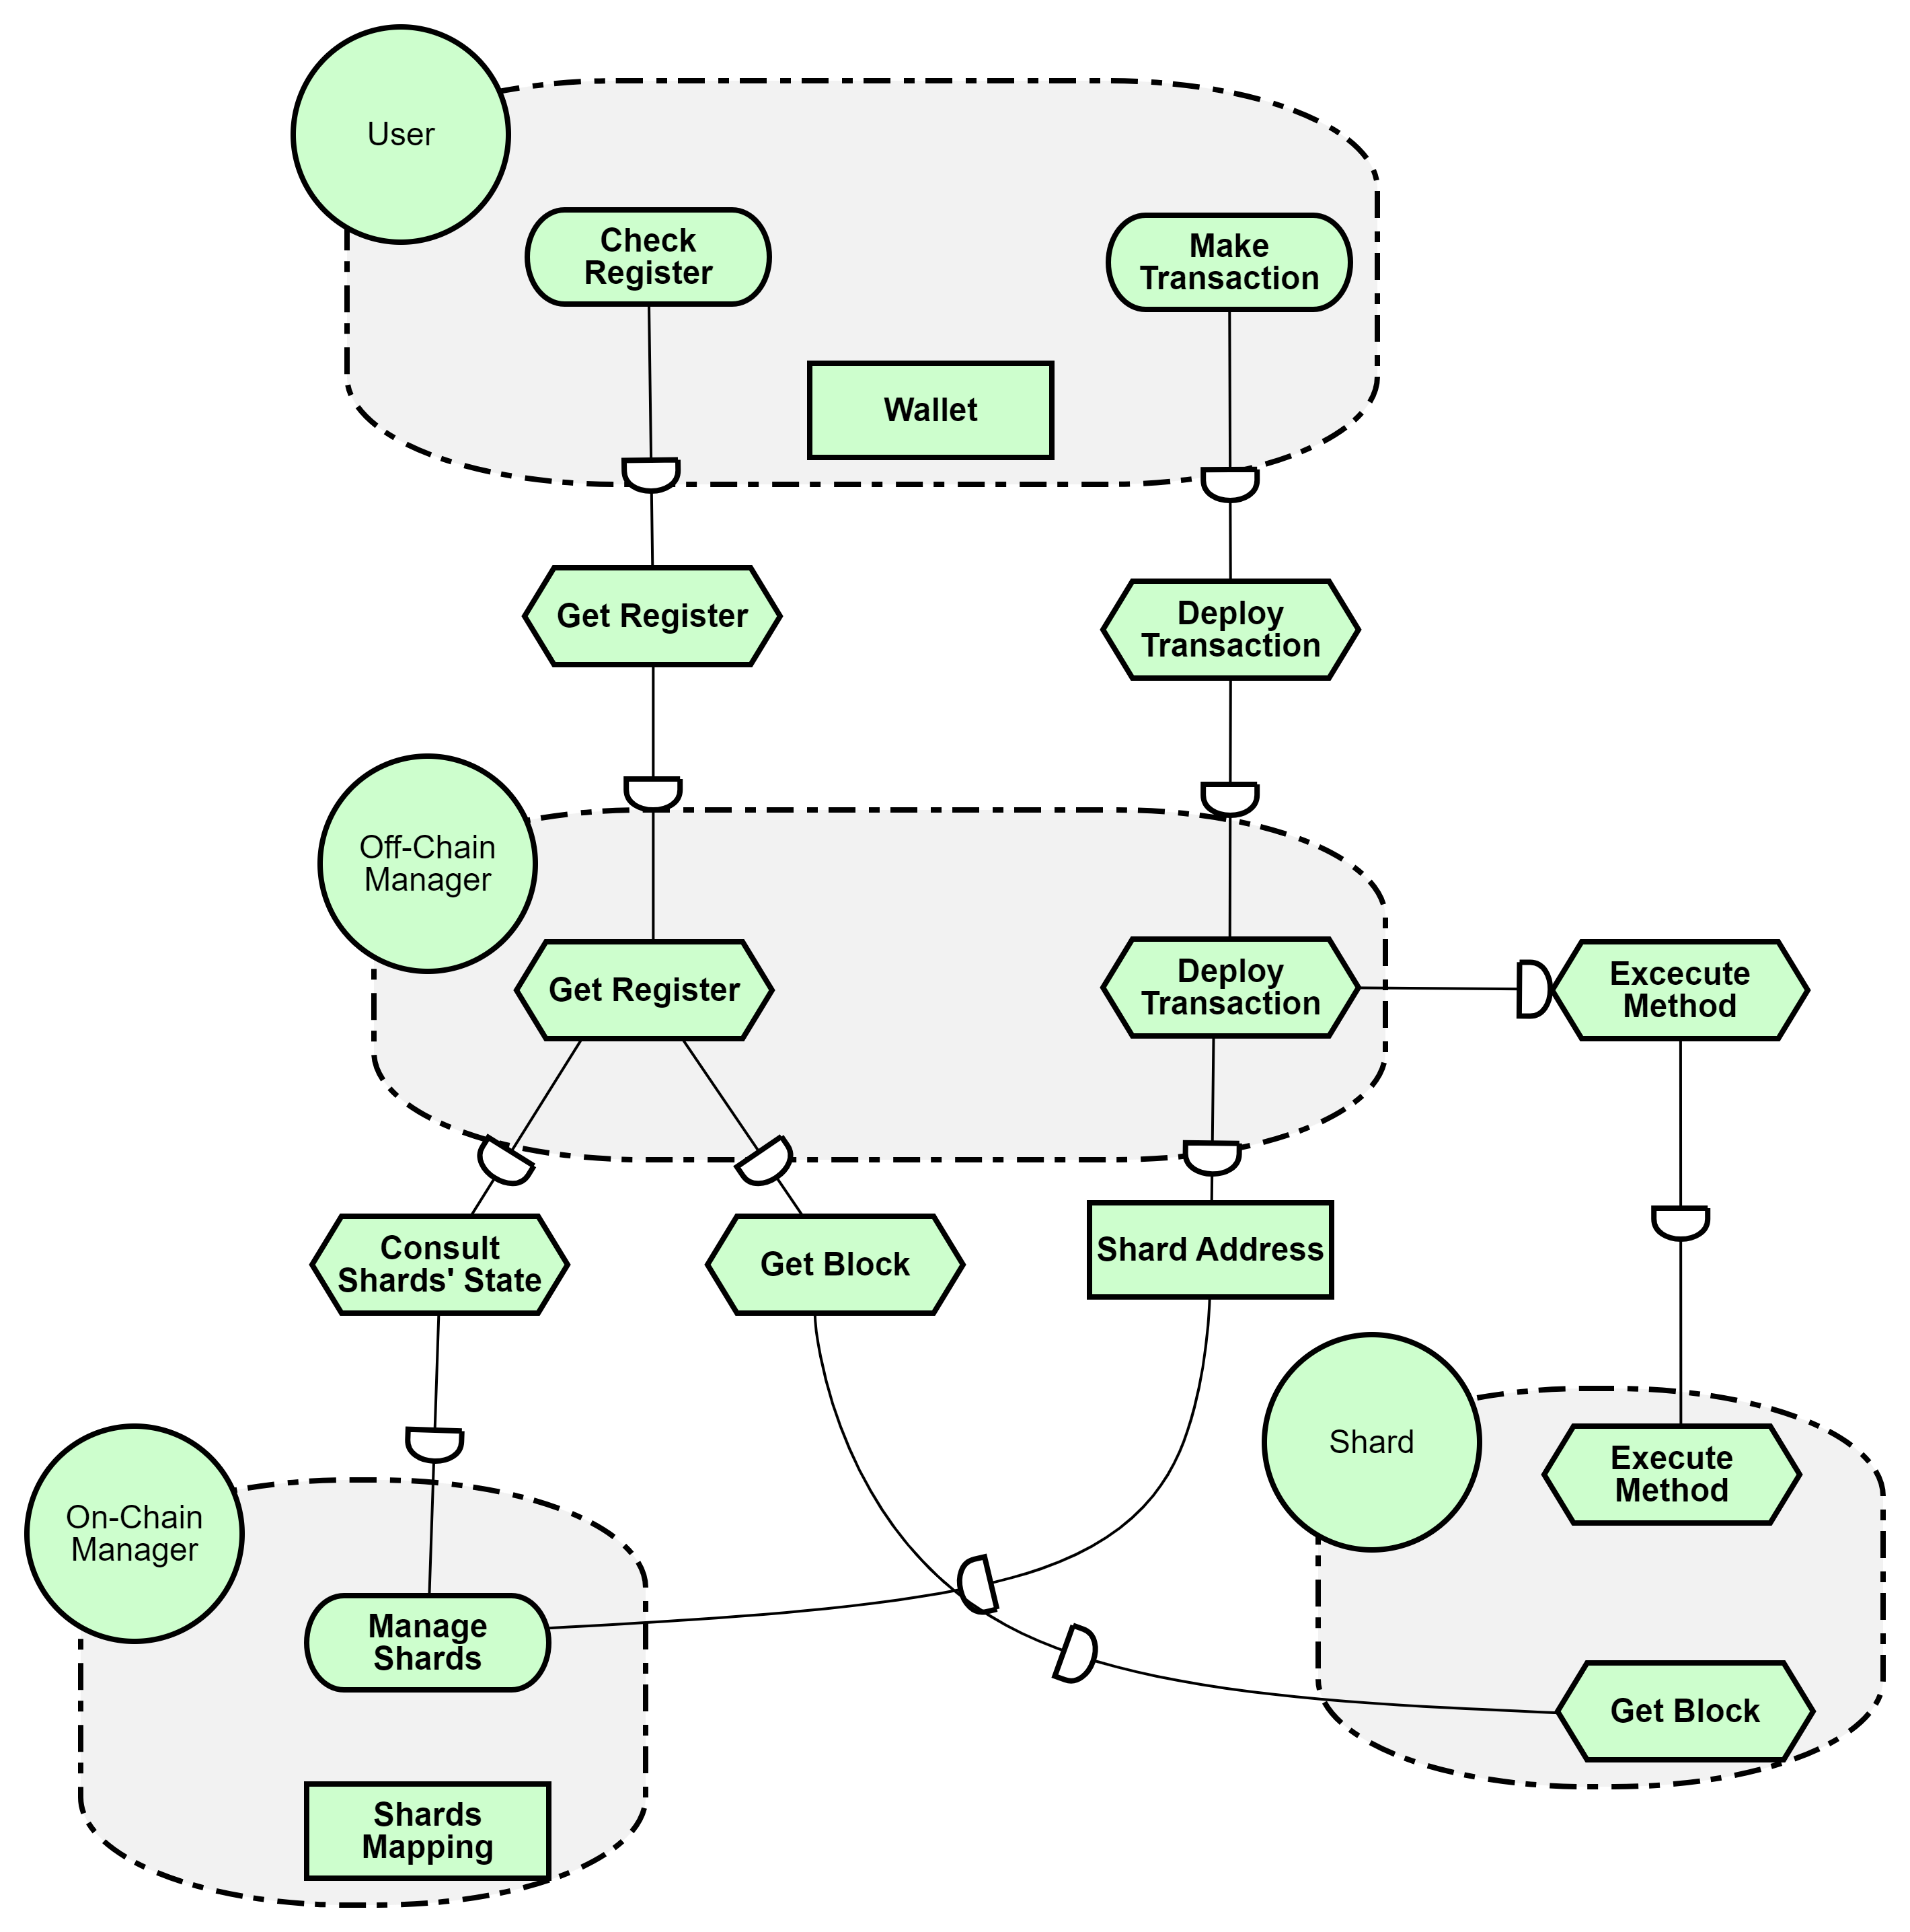 User
Check
Register
Make
Transaction
Wallet
Get Register
Deploy
Transaction
Off-Chain
Manager
Get Register
Deploy
Transaction
Excecute
Method
Consult
Shards' State
Get Block
Shard Address
Shard
Execute
Method
On-Chain
Manager
Manage
Shards
Get Block
Shards
Mapping